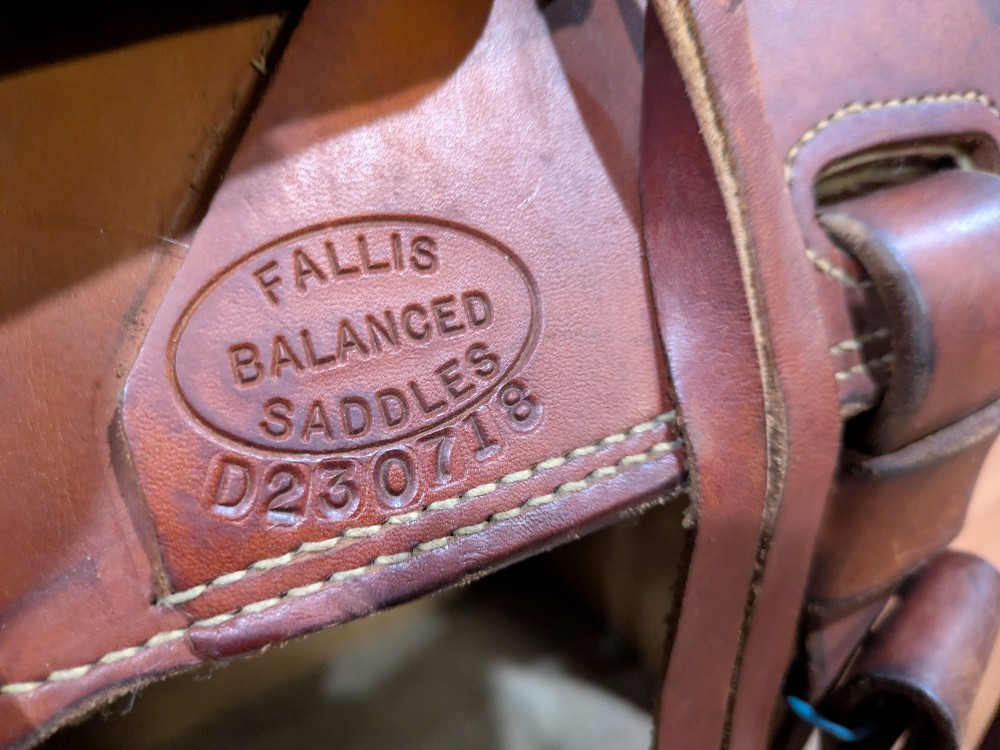 FALLIS
BALANCED
SADDLES
D230718